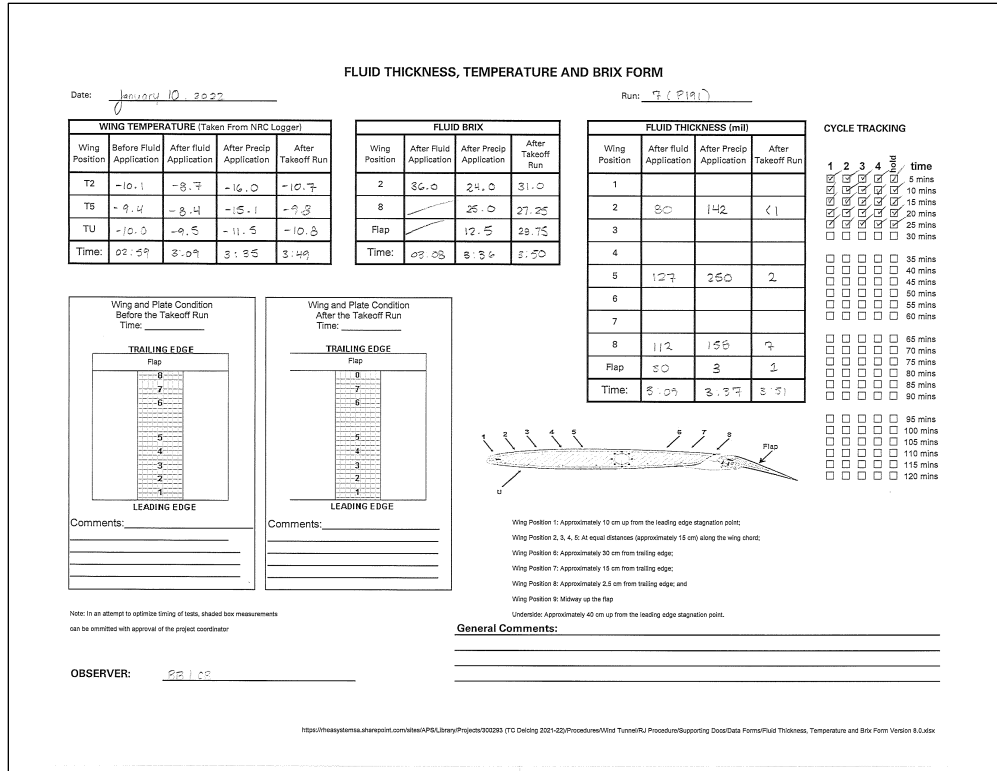 FLUID THICKNESS, TEMPERATURE AND BRIX FORM
Date: January 10, 2022 Run: 7 (P191)
WING TEMPERATURE (Taken From NRC Logger)
Wing Position Before Fluid Application After fluid Application After Precip Application After Takeoff Run
T2 -10.1 -8.7 -16.0 -10.7
T5 -9.4 -8.4 -15.1 -9.8
TU -10.0 -9.5 -11.5 -10.8
Time: 02:59 3:09 3:35 3:49
FLUID BRIX
Wing Position After Fluid Application After Precip Application After Takeoff Run
2 36.0 24.0 31.0
8 25.0 27.25
Flap 12.5 28.75
Time: 03:08 3:36 3:50
FLUID THICKNESS (mil)
Wing Position After fluid Application After Precip Application After Takeoff Run
1
2 80 142 <1
3
4
5 127 250 2
6
7
8 112 7
Flap 50 3 1
Time: 3:09 3:37 3:51
CYCLE TRACKING
1 2 3 4 hold time
5 mins
10 mins
15 mins
20 mins
25 mins
30 mins
35 mins
40 mins
45 mins
50 mins
55 mins
60 mins
65 mins
70 mins
75 mins
80 mins
85 mins
90 mins
95 mins
100 mins
105 mins
110 mins
115 mins
120 mins
Wing and Plate Condition
Before the Takeoff Run
Time:
TRAILING EDGE
Flap
8
7
6
5
4
3
2
1
LEADING EDGE
Comments:
Wing and Plate Condition
After the Takeoff Run
Time:
TRAILING EDGE
Flap
8
7
6
5
4
3
2
1
LEADING EDGE
Comments:
1 2 3 4 5 6 7 8 Flap
U
Wing Position 1: Approximately 10 cm up from the leading edge stagnation point;
Wing Position 2, 3, 4, 5: At equal distances (approximately 15 cm) along the wing chord;
Wing Position 6: Approximately 30 cm from trailing edge;
Wing Position 7: Approximately 15 cm from trailing edge;
Wing Position 8: Approximately 2.5 cm from trailing edge; and
Wing Position 9: Midway up the flap
Underside: Approximately 40 cm up from the leading edge stagnation point.
Note: In an attempt to optimize timing of tests, shaded box measurements
can be ommitted with approval of the project coordinator
General Comments:
OBSERVER: BB / CB
https://rheasystemsa.sharepoint.com/sites/APS/Library/Projects/300293 (TC Deicing 2021-22)/Procedures/Wind Tunnel/RJ Procedure/Supporting Docs/Data Forms/Fluid Thickness, Temperature and Brix Form Version 8.0.xlsx